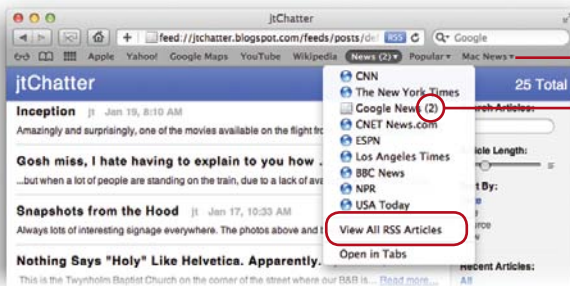 jtChatter
feed://jtchatter.blogspot.com/feeds/posts/de RSS Google
Apple Yahoo! Google Maps YouTube Wikipedia News (2) Popular Mac News
jtChatter 25 Total
CNN
The New York Times
Google News (2)
CNET News.com
ESPN
Los Angeles Times
BBC News
NPR
USA Today
View All RSS Articles
Open in Tabs
Inception jt Jan 19, 8:10 AM
Amazingly and surprisingly, one of the movies available on the flight
Gosh miss, I hate having to explain to you how .
...but when a lot of people are standing on the train, due to a lack of
Snapshots from the Hood jt Jan 17, 10:33 AM
Always lots of interesting signage everywhere. The photos above and
Nothing Says "Holy" Like Helvetica. Apparently.
This is the Twynholm Baptist Church on the corner of the street where our B&B is... Read more...
Articles:
Article Length:
By:
Recent Articles:
All